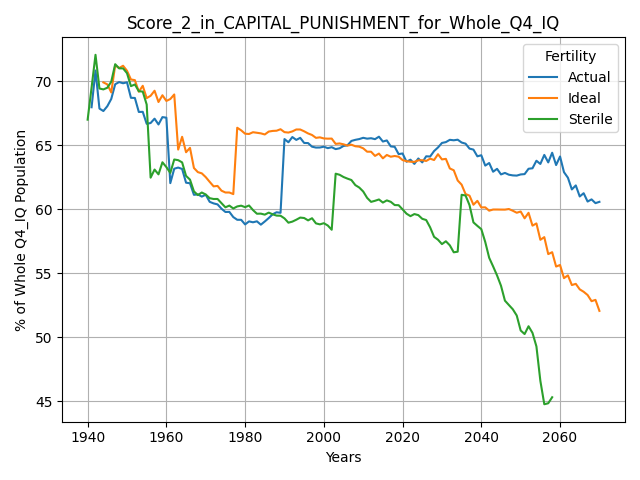 Score_2_in_CAPITAL_PUNISHMENT_for_Whole_Q4_IQ
Fertility
Actual
Ideal
Sterile
% of Whole Q4_IQ Population
70
65
60
55
50
45
1940
1960
1980
2000
2020
2040
2060
Years